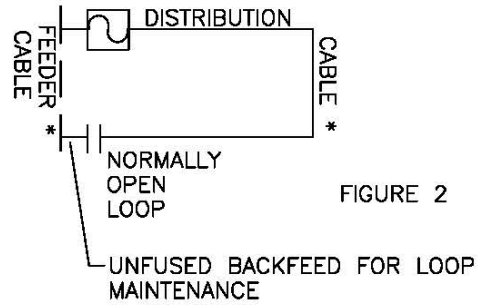 DISTRIBUTION
FEEDER
CABLE
*
CABLE *
NORMALLY
OPEN
LOOP
FIGURE 2
UNFUSED BACKFEED FOR LOOP
MAINTENANCE